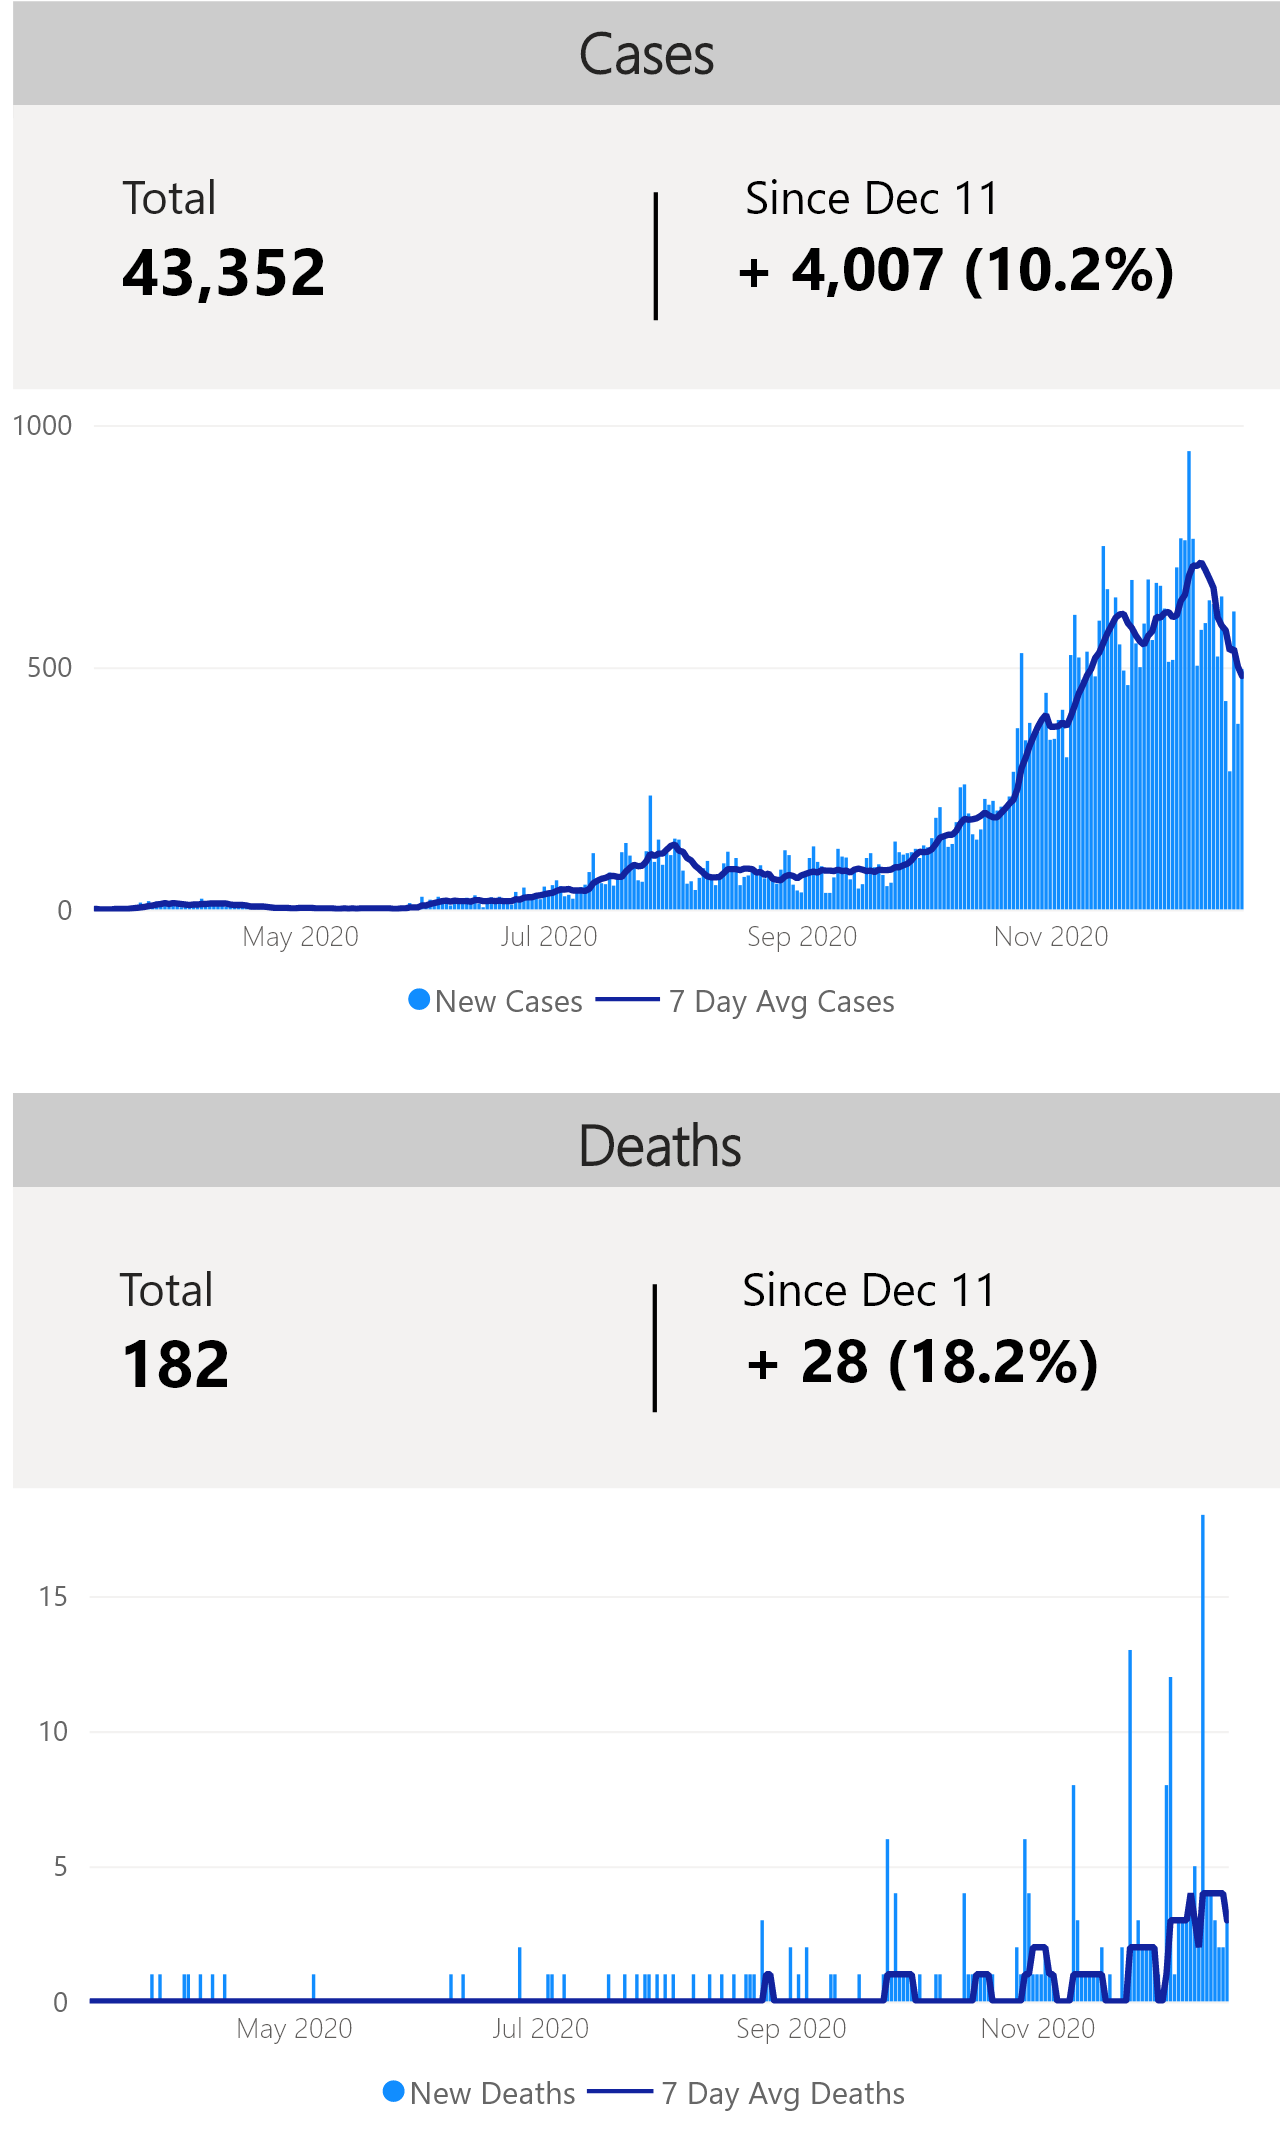 Cases
Total
43,352
Since Dec 11
+ 4,007 (10.2%)
1000
500
0
May 2020
Jul 2020
Sep 2020
Nov 2020
New Cases
7 Day Avg Cases
Deaths
Total
182
Since Dec 11
+ 28 (18.2%)
15
10
5
0
May 2020
Jul 2020
Sep 2020
Nov 2020
New Deaths
7 Day Avg Deaths